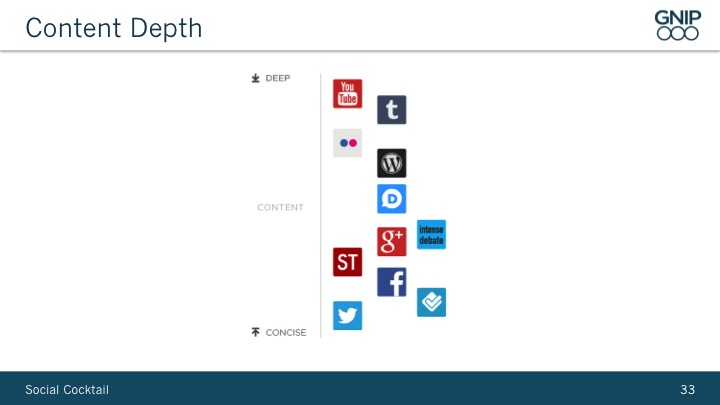 Content Depth
GNIP
DEEP
You
Tube
t
W
CONTENT
D
intense
debate
g+
ST
f
CONCISE
Social Cocktail
33